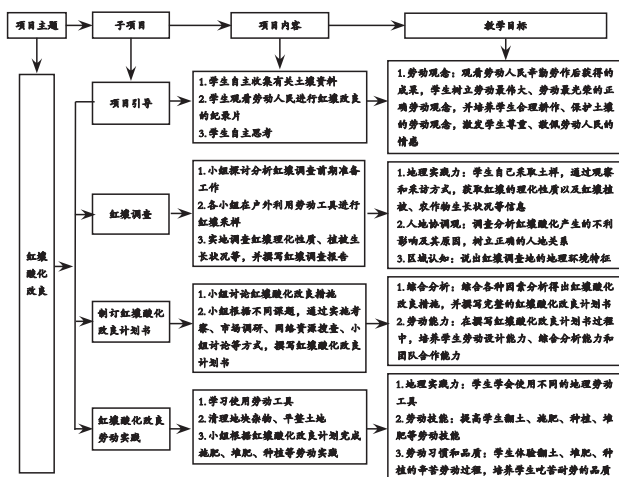 项目主题
子项目
项目内容
教学目标
红壤
酸化
改良
项目引导
1.学生自主收集有关土壤资料
2.学生观看劳动人民进行红壤改良
的纪录片
3.学生自主思考
1.劳动观念：观看劳动人民辛勤劳作后获得的
成果，学生树立劳动最伟大、劳动最光荣的正
确劳动观念，并培养学生合理耕作、保护土壤
的劳动观念，激发学生尊重、敬佩劳动人民的
情感
红壤调查
1.小组探讨分析红壤调查前期准备
工作
2.各小组在户外利用劳动工具进行
红壤采样
3.实地调查红壤理化性质、植被生
长状况等，并撰写红壤调查报告
1.地理实践力：学生自己采取土样，通过观察
和采访方式，获取红壤的理化性质以及红壤植
被、农作物生长状况等信息
2.人地协调观：调查分析红壤酸化产生的不利
影响及其原因，树立正确的人地关系
3.区域认知：说出红壤调查地的地理环境特征
制订红壤酸化
改良计划书
1.小组讨论红壤酸化改良措施
2.小组根据不同课题，通过实施考
察、市场调研、网络资源搜查、小
组讨论等方式，撰写红壤酸化改良
计划书
1.综合分析：综合各种因素分析得出红壤酸化
改良措施，并撰写完整的红壤酸化改良计划书
2.劳动能力：在撰写红壤酸化改良计划书过程
中，培养学生劳动设计能力、综合分析能力和
团队合作能力
红壤酸化改良
劳动实践
1.学习使用劳动工具
2.清理地块杂物、平整土地
3.小组根据红壤酸化改良计划完成
施肥、堆肥、种植等劳动实践
1.地理实践力：学生学会使用不同的地理劳动
工具
2.劳动技能：提高学生翻土、施肥、种植、堆
肥等劳动技能
3.劳动习惯和品质：学生体验翻土、堆肥、种
植的辛苦劳动过程，培养学生吃苦耐劳的品质